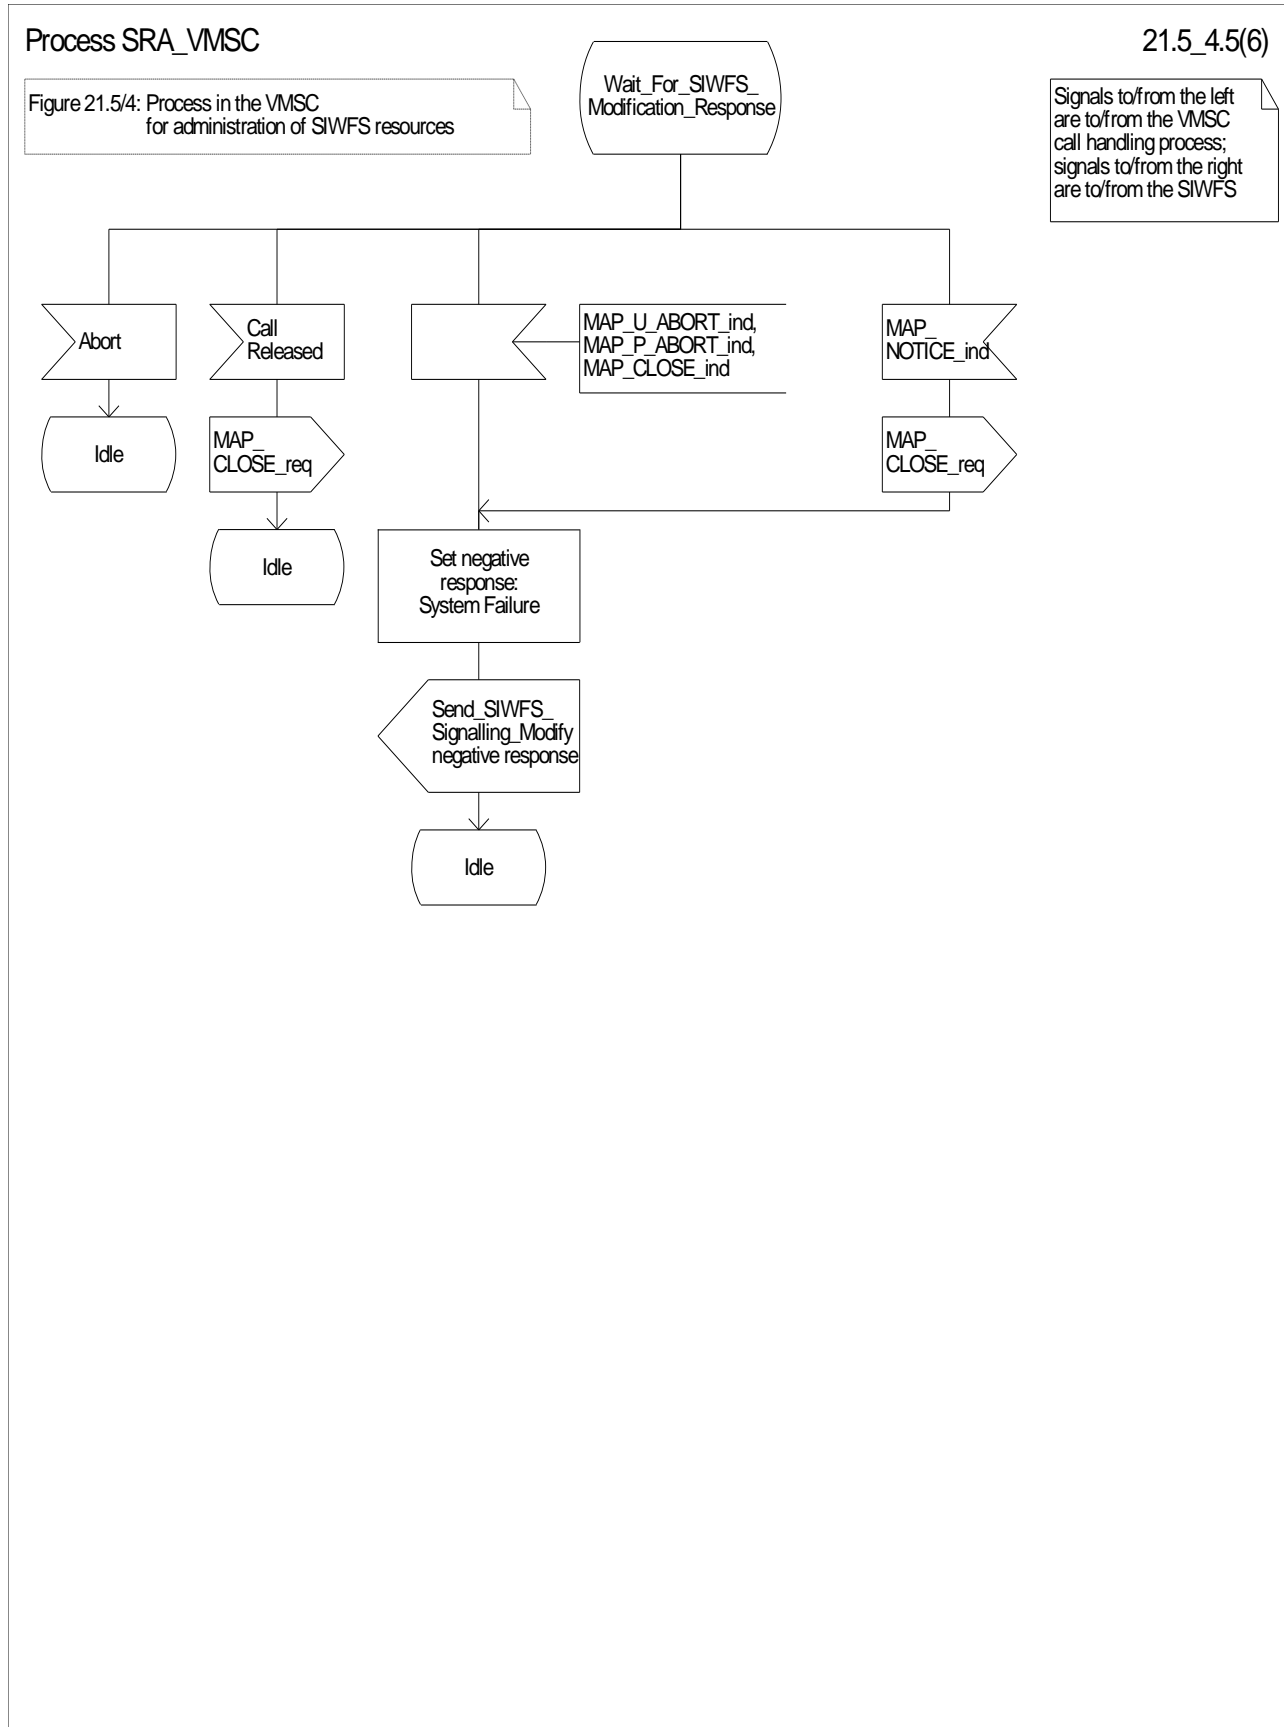 Process SRA_VMSC
21.5_4.5(6)
Figure 21.5/4: Process in the VMSC
for administration of SIWFS resources
Wait_For_SIWFS_
Modification_Response
Signals to/from the left
are to/from the VMSC
call handling process;
signals to/from the right
are to/from the SIWFS
Abort
Call
Released
MAP_U_ABORT_ind,
MAP_P_ABORT_ind,
MAP_CLOSE_ind
MAP_
NOTICE_ind
Idle
MAP_
CLOSE_req
MAP_
CLOSE_req
Idle
Set negative
response:
System Failure
Send_SIWFS_
Signalling_Modify
negative response
Idle